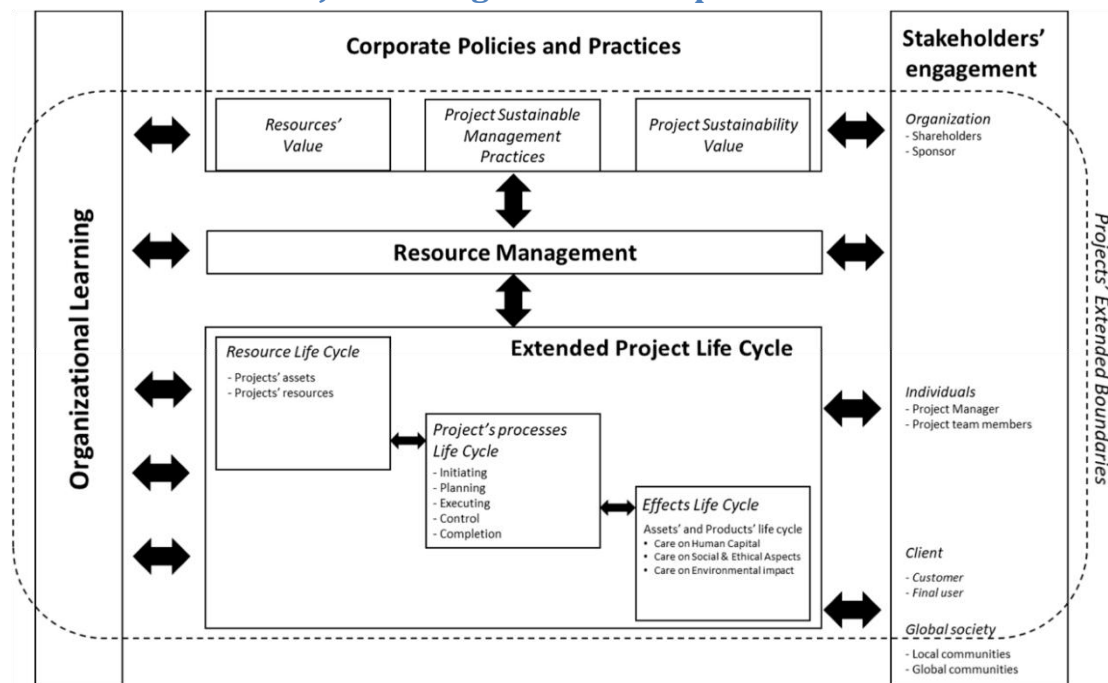 Corporate Policies and Practices
Stakeholders'
engagement
Resources'
Value
Project Sustainable
Management
Practices
Project Sustainability
Value
Organization
- Shareholders
- Sponsor
Organizational Learning
Resource Management
Projects' Extended Boundaries
Extended Project Life Cycle
Resource Life Cycle
- Projects' assets
- Projects' resources
Project's processes
Life Cycle
- Initiating
- Planning
- Executing
- Control
- Completion
Effects Life Cycle
Assets' and Products' life cycle
• Care on Human Capital
• Care on Social & Ethical Aspects
• Care on Environmental impact
Individuals
- Project Manager
- Project team members
Client
- Customer
- Final user
Global society
- Local communities
- Global communities